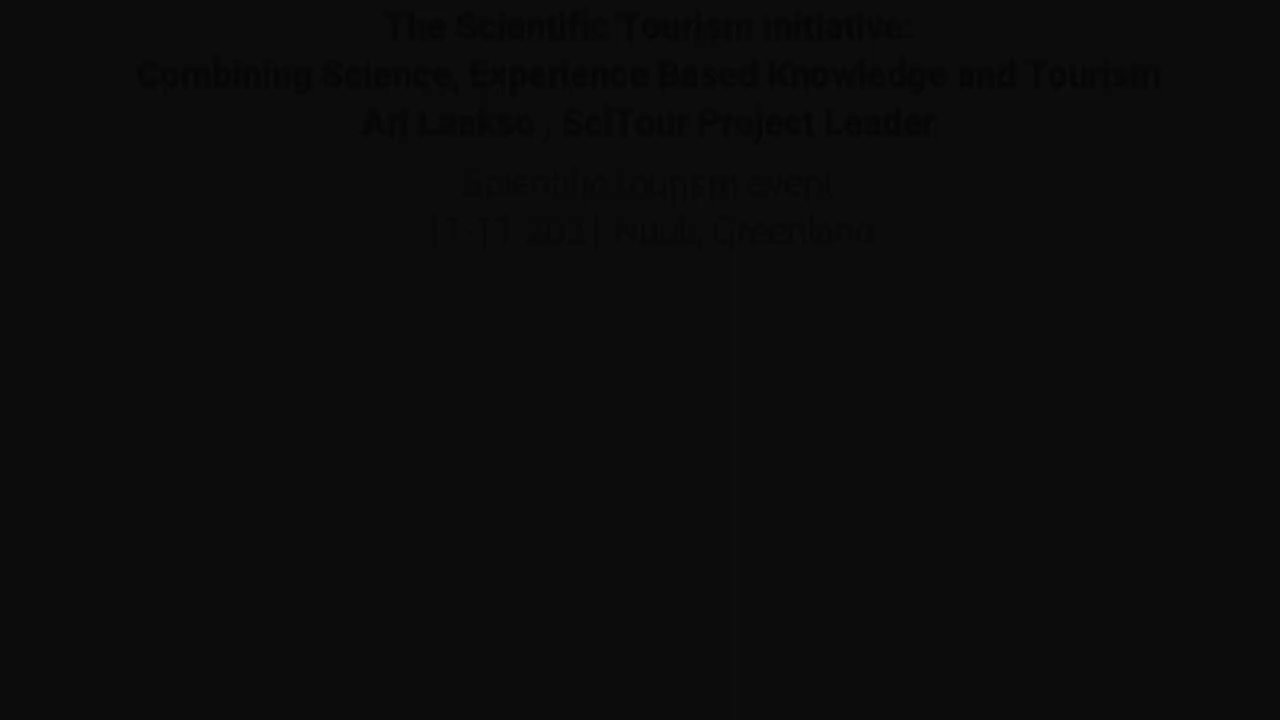 The Scientific Tourism Initiative:
Combining Science, Experience Based Knowledge and Tourism
Ari Laakso , SciTour Project Leader
Scientific tourism event
11-11-2021 Nuuk, Greenland